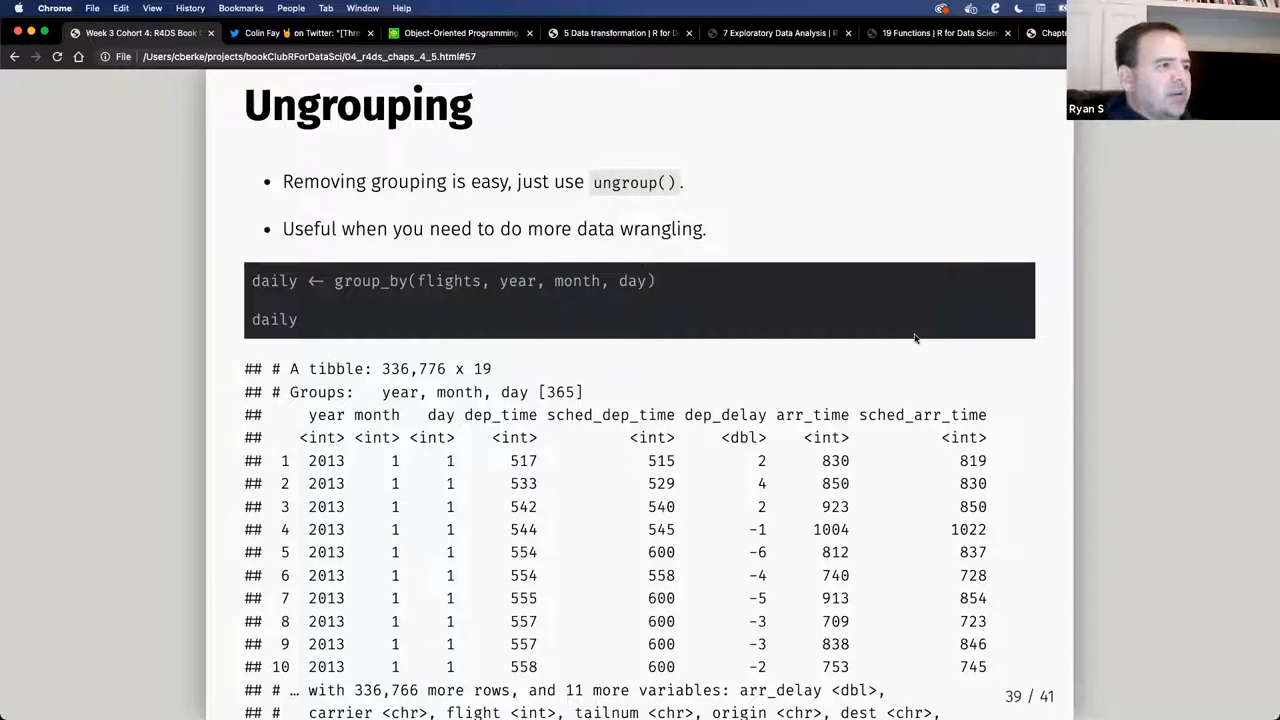 Chrome File Edit View History Bookmarks People Tab Window Help
Week 3 Cohort 4: R4DS Book C
Colin Fay 🤘 on Twitter: "[Thre
Object-Oriented Programming,
5 Data transformation | R for D
7 Exploratory Data Analysis | R
19 Functions | R for Data Scien
Chapte
File /Users/cberke/projects/bookClubRForDataSci/04_r4ds_chaps_4_5.html#57
Ryan S
Ungrouping
• Removing grouping is easy, just use ungroup().
• Useful when you need to do more data wrangling.
daily <- group_by(flights, year, month, day)
daily
## # A tibble: 336,776 x 19
## # Groups: year, month, day [365]
## year month day dep_time sched_dep_time dep_delay arr_time sched_arr_time
## <int> <int> <int> <int> <int> <dbl> <int> <int>
## 1 2013 1 1 517 515 2 830 819
## 2 2013 1 1 533 529 4 850 830
## 3 2013 1 1 542 540 2 923 850
## 4 2013 1 1 544 545 -1 1004 1022
## 5 2013 1 1 554 600 -6 812 837
## 6 2013 1 1 554 558 -4 740 728
## 7 2013 1 1 555 600 -5 913 854
## 8 2013 1 1 557 600 -3 709 723
## 9 2013 1 1 557 600 -3 838 846
## 10 2013 1 1 558 600 -2 753 745
## # … with 336,766 more rows, and 11 more variables: arr_delay <dbl>,
## # carrier <chr>, flight <int>, tailnum <chr>, origin <chr>, dest <chr>,
39 / 41